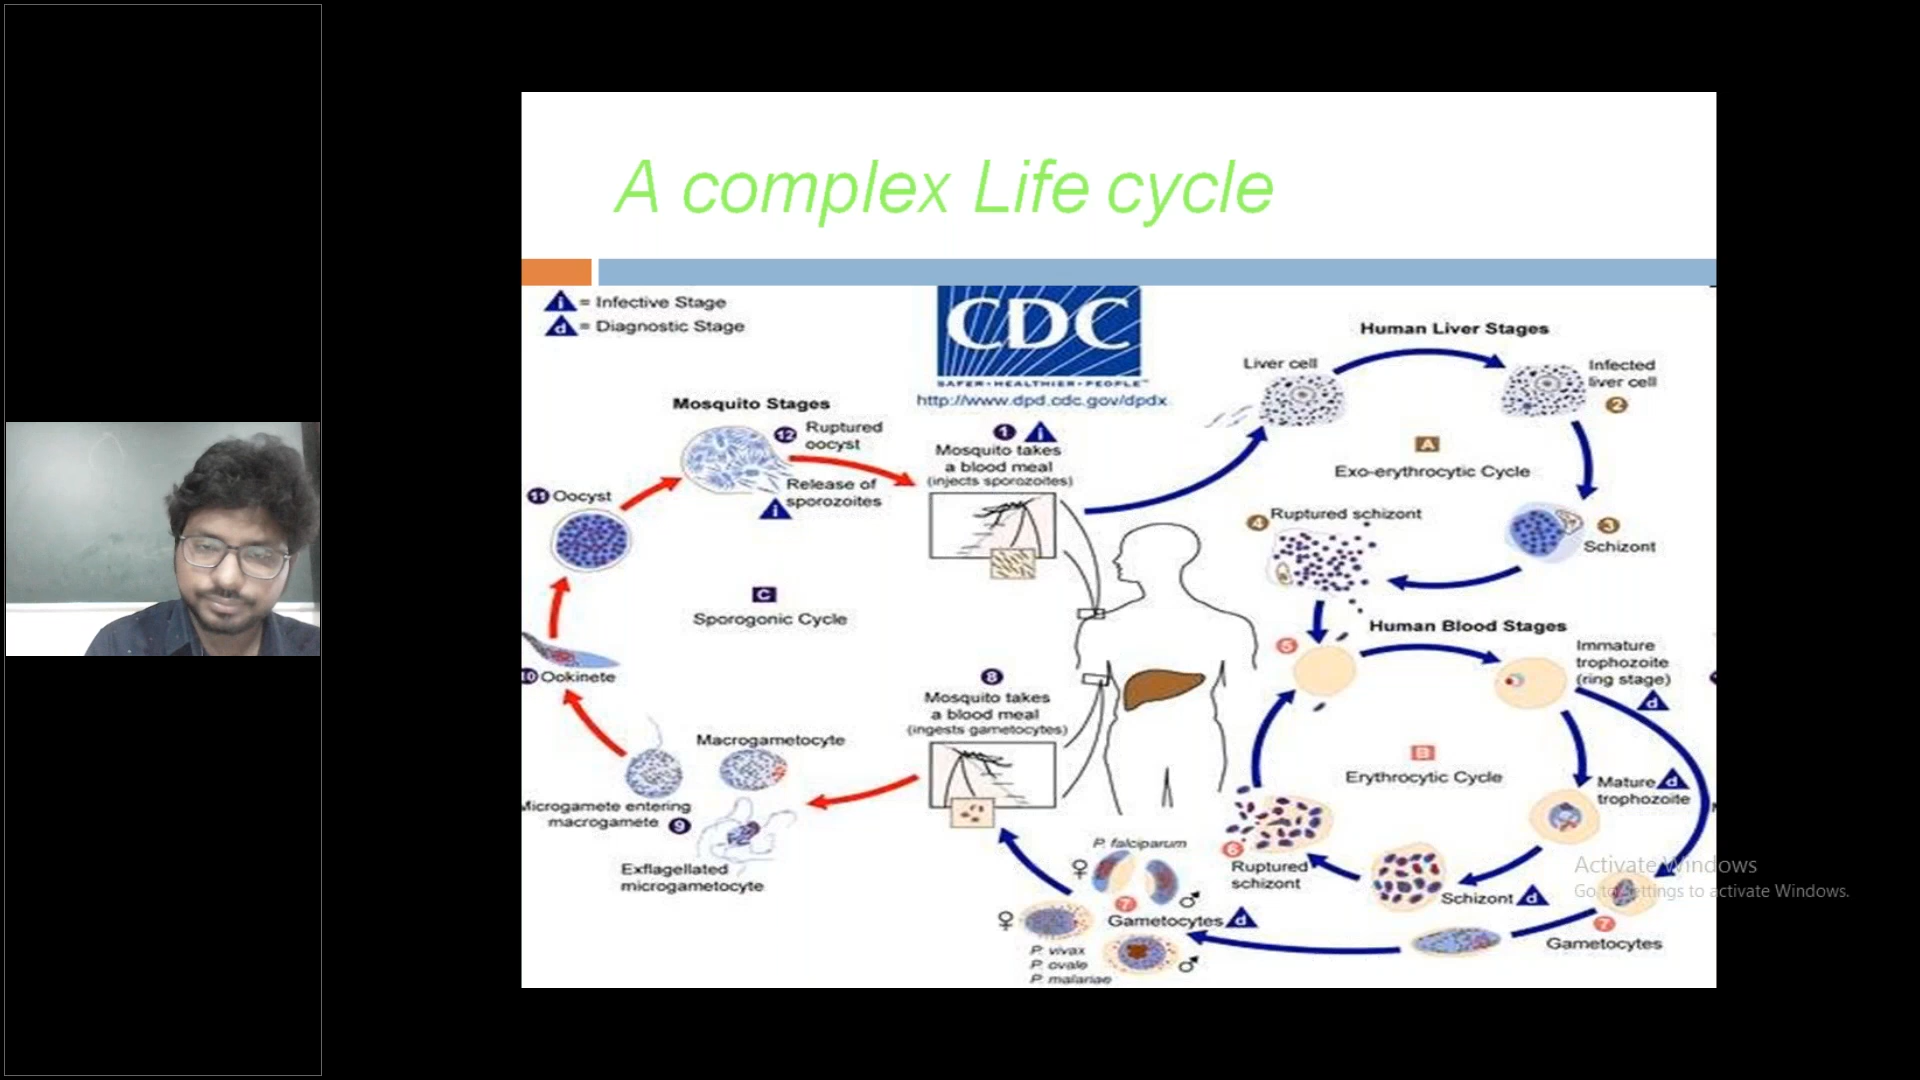 A complex Life cycle
i = Infective Stage
d = Diagnostic Stage
CDC
SAFER • HEALTHIER • PEOPLE™
http://www.dpd.cdc.gov/dpdx
Mosquito Stages
12 Ruptured
oocyst
Release of
sporozoites
i
11 Oocyst
C
Sporogonic Cycle
Ookinete
1 i
Mosquito takes
a blood meal
(injects sporozoites)
8
Mosquito takes
a blood meal
(ingests gametocytes)
Macrogametocyte
Microgamete entering
macrogamete 9
Exflagellated
microgametocyte
Human Liver Stages
Liver cell
Infected
liver cell
2
A
Exo-erythrocytic Cycle
4 Ruptured schizont
3
Schizont
Human Blood Stages
5
Immature
trophozoite
(ring stage)
d
B
Erythrocytic Cycle
Mature d
trophozoite
6
Ruptured
schizont
Schizont d
7
Gametocytes
P. falciparum
♀
♂
7
Gametocytes d
♀
♂
P. vivax
P. ovale
P. malariae
Activate Windows
Go to Settings to activate Windows.